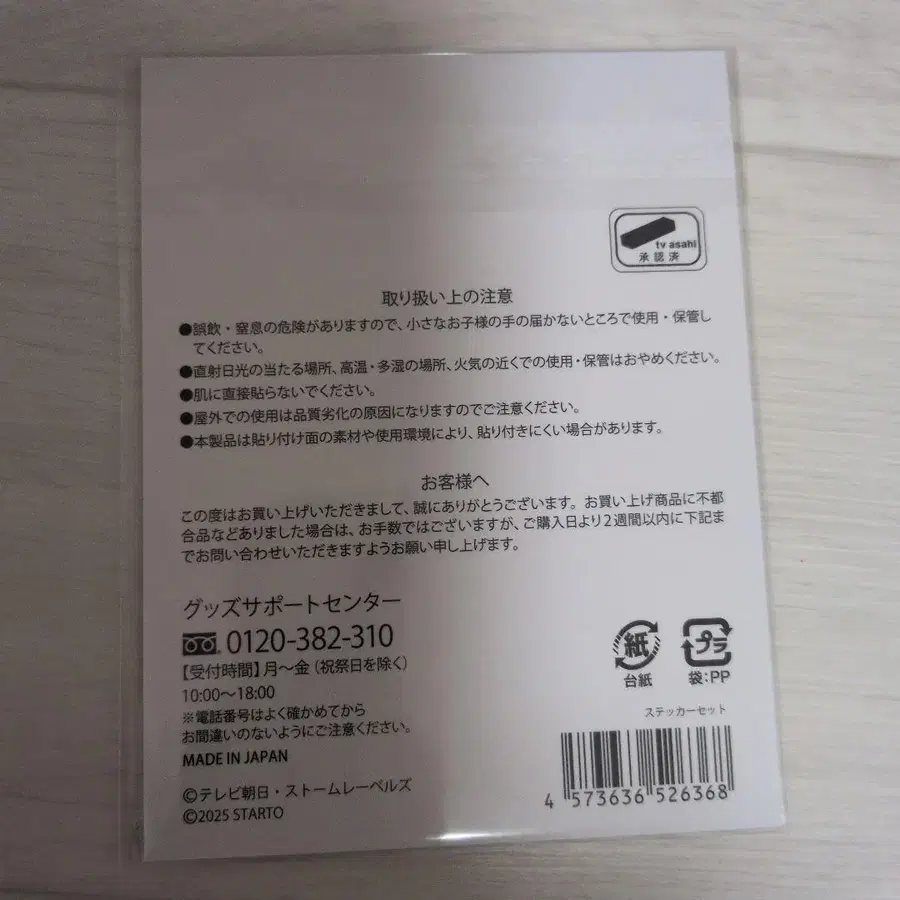 tv asahi
承認済
取り扱い上の注意
●誤飲・窒息の危険がありますので、小さなお子様の手の届かないところで使用・保管し
てください。
●直射日光の当たる場所、高温・多湿の場所、火気の近くでの使用・保管はおやめください。
●肌に直接貼らないでください。
●屋外での使用は品質劣化の原因になりますのでご注意ください。
●本製品は貼り付け面の素材や使用環境により、貼り付きにくい場合があります。
お客様へ
この度はお買い上げいただきまして、誠にありがとうございます。お買い上げ商品に不都
合品などありました場合は、お手数ではございますが、ご購入日より2週間以内に下記ま
でお問い合わせいただきますようお願い申し上げます。
グッズサポートセンター
0120-382-310
【受付時間】月〜金（祝祭日を除く）
10:00〜18:00
※電話番号はよく確かめてから
お間違いのないようにご注意ください。
MADE IN JAPAN
©テレビ朝日・ストームレーベルズ
©2025 STARTO
紙
台紙
プラ
袋:PP
ステッカーセット
4 573636 526368